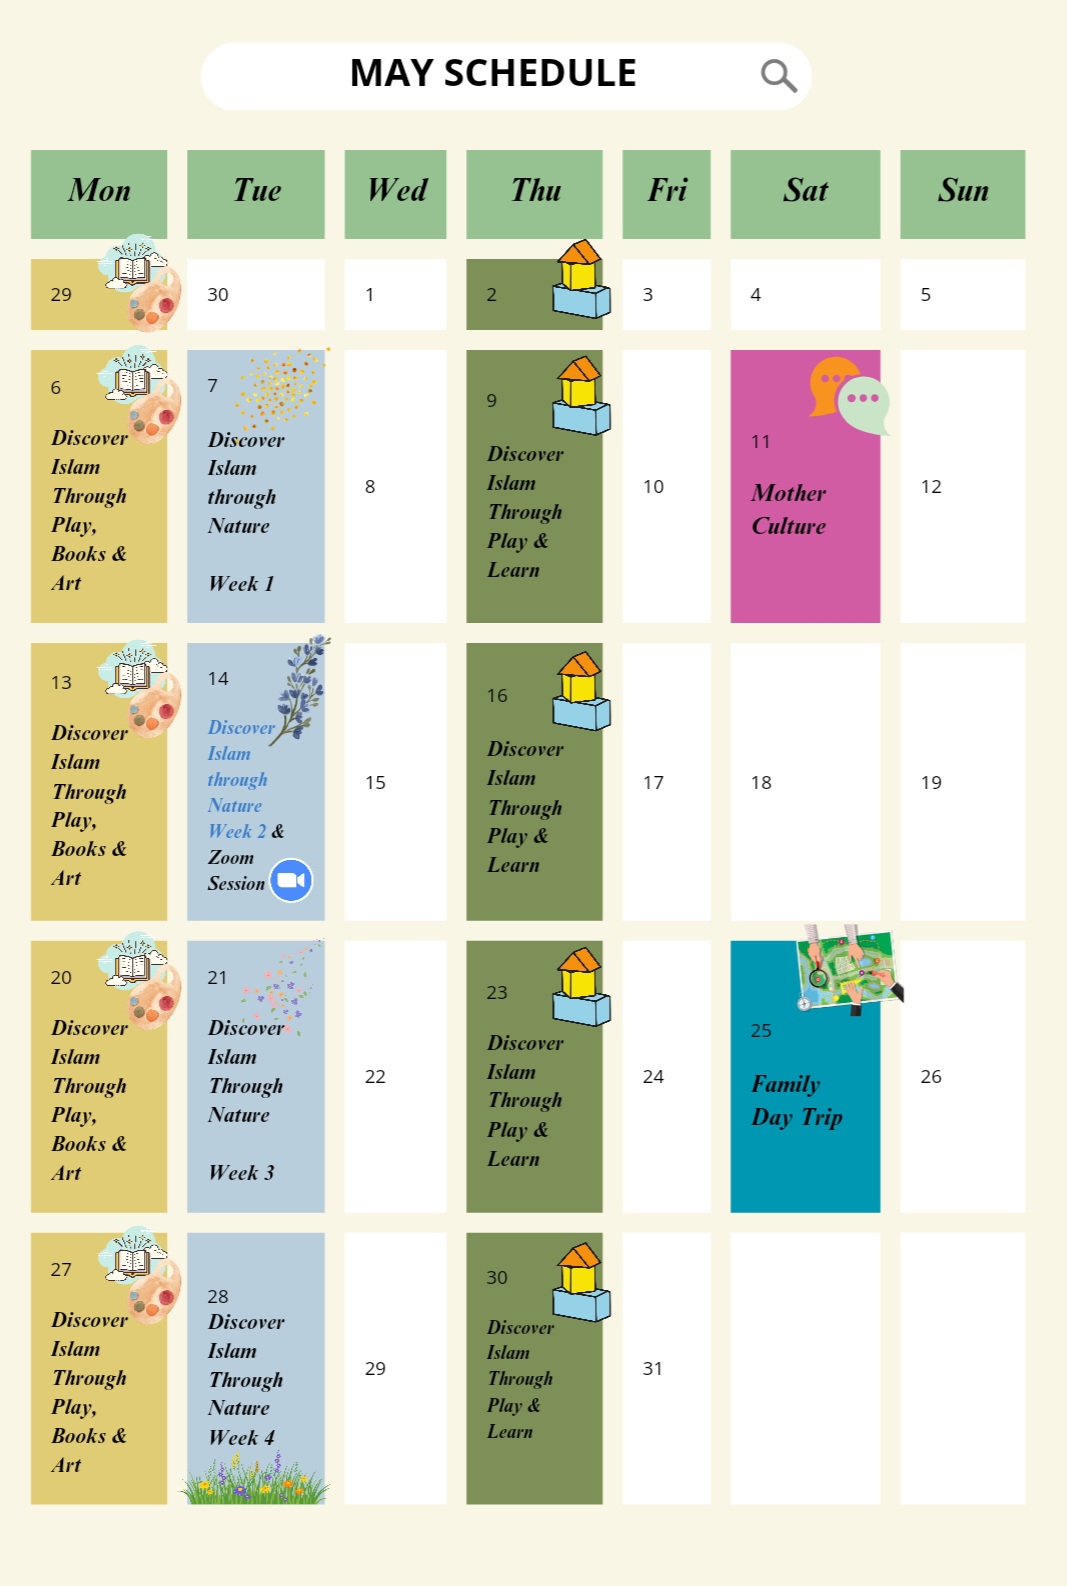 MAY SCHEDULE
Mon
Tue
Wed
Thu
Fri
Sat
Sun
29
30
1
2
3
4
5
6
Discover
Islam
Through
Play,
Books &
Art
7
Discover
Islam
through
Nature
Week 1
8
9
Discover
Islam
Through
Play &
Learn
10
11
Mother
Culture
12
13
Discover
Islam
Through
Play,
Books &
Art
14
Discover
Islam
through
Nature
Week 2 &
Zoom
Session
15
16
Discover
Islam
Through
Play &
Learn
17
18
19
20
Discover
Islam
Through
Play,
Books &
Art
21
Discover
Islam
Through
Nature
Week 3
22
23
Discover
Islam
Through
Play &
Learn
24
25
Family
Day Trip
26
27
Discover
Islam
Through
Play,
Books &
Art
28
Discover
Islam
Through
Nature
Week 4
29
30
Discover
Islam
Through
Play &
Learn
31